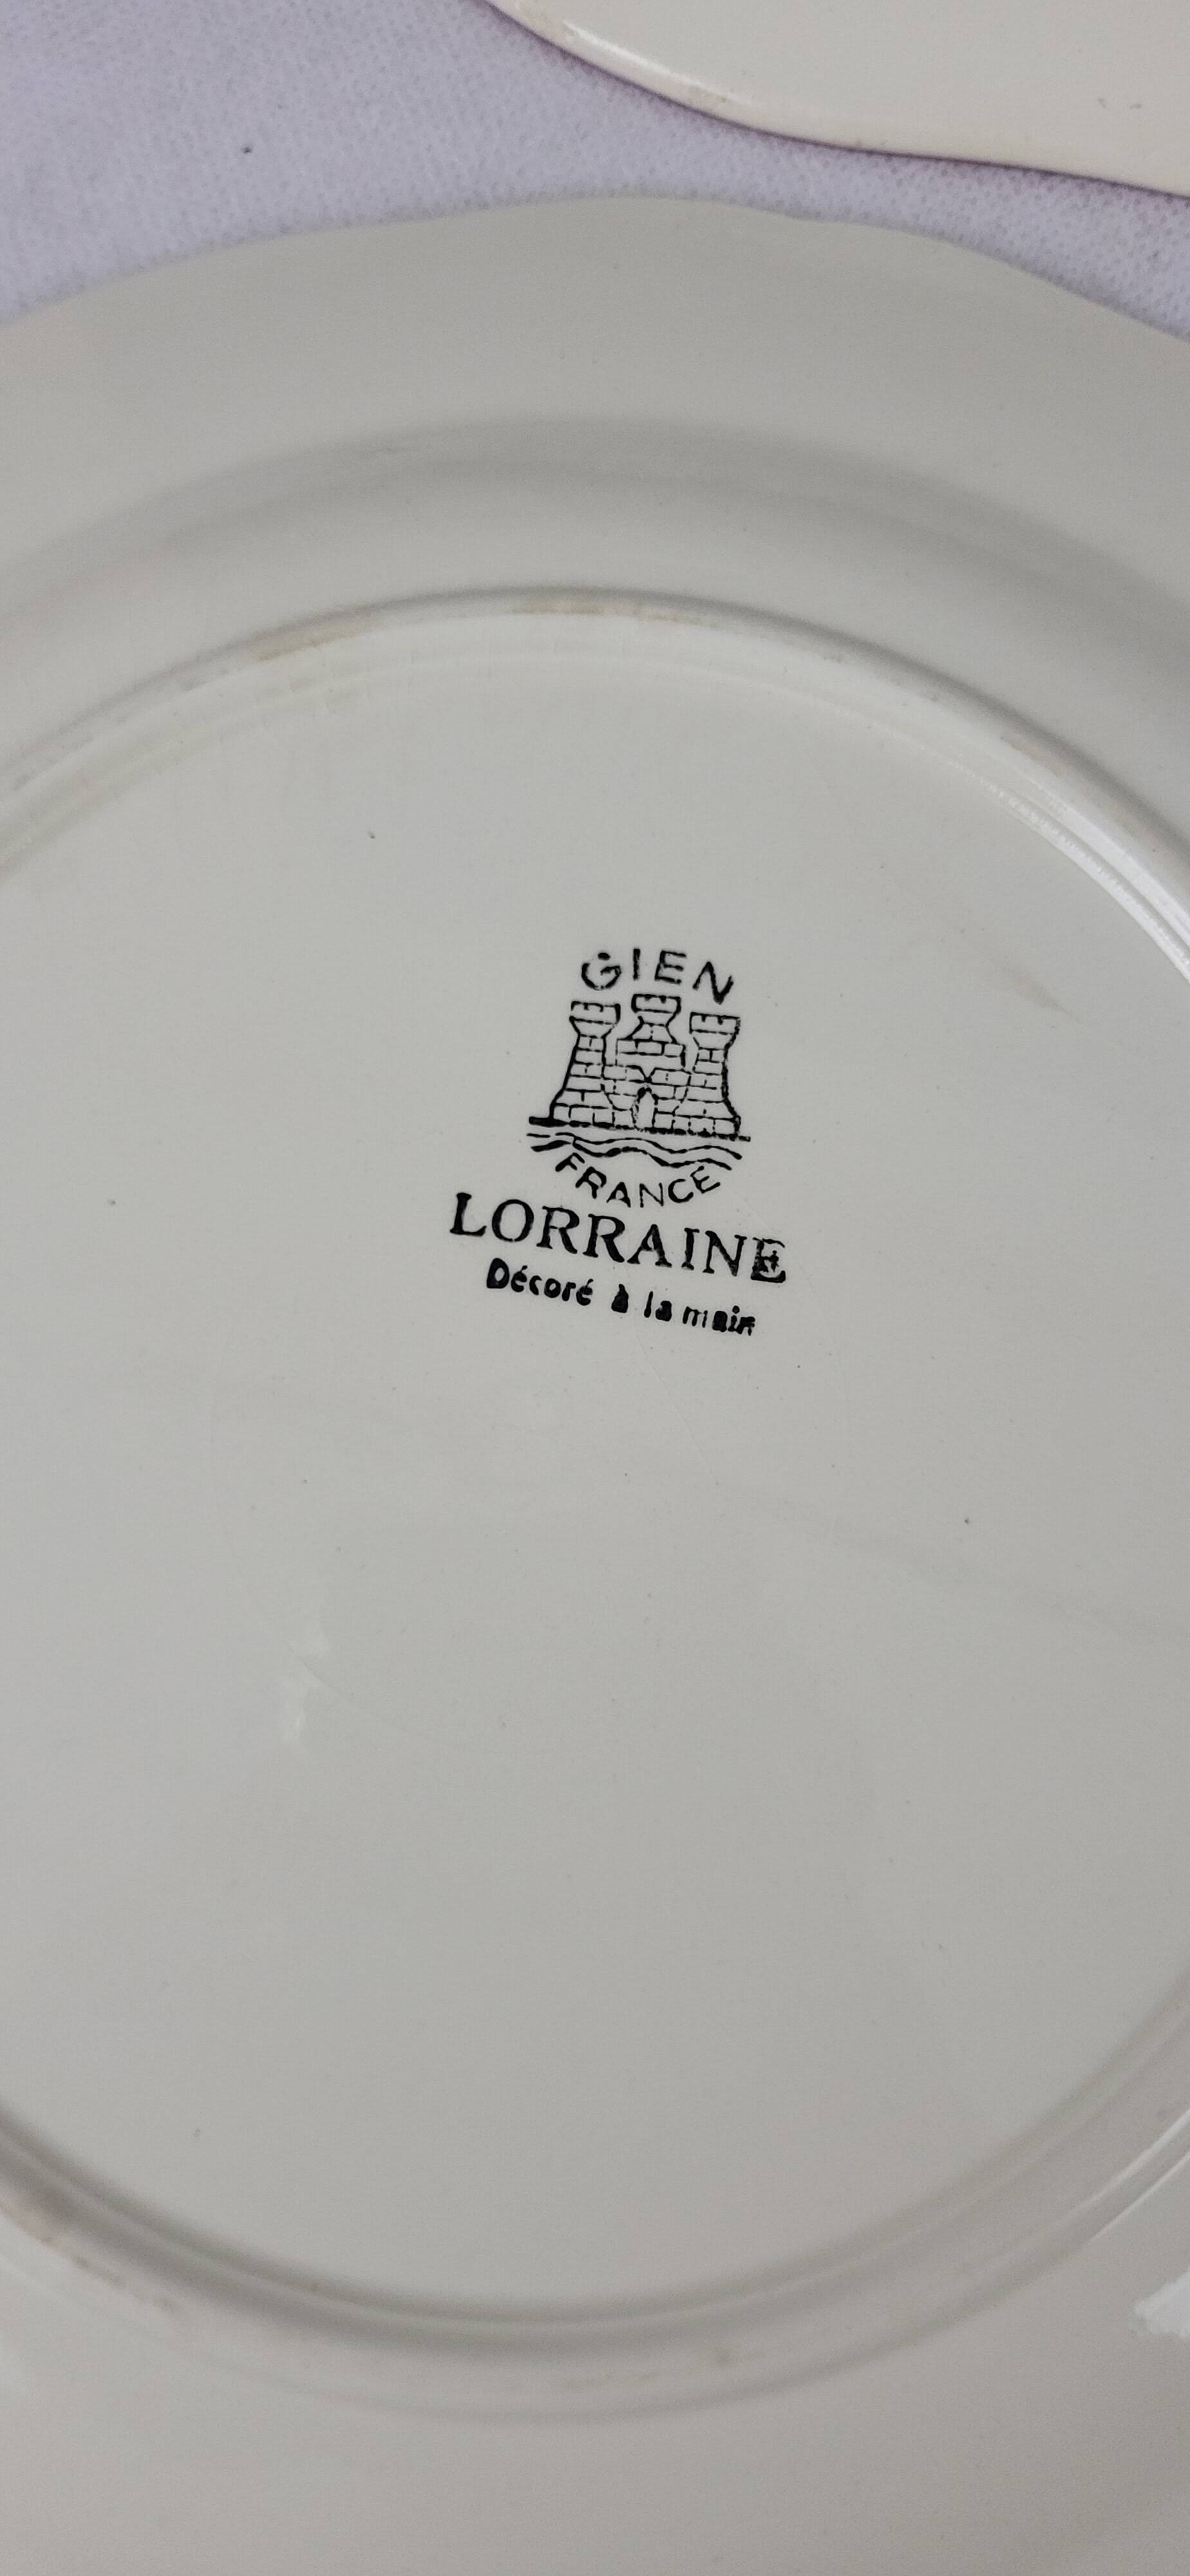 GIEN
FRANCE
LORRAINE
Décoré à la main